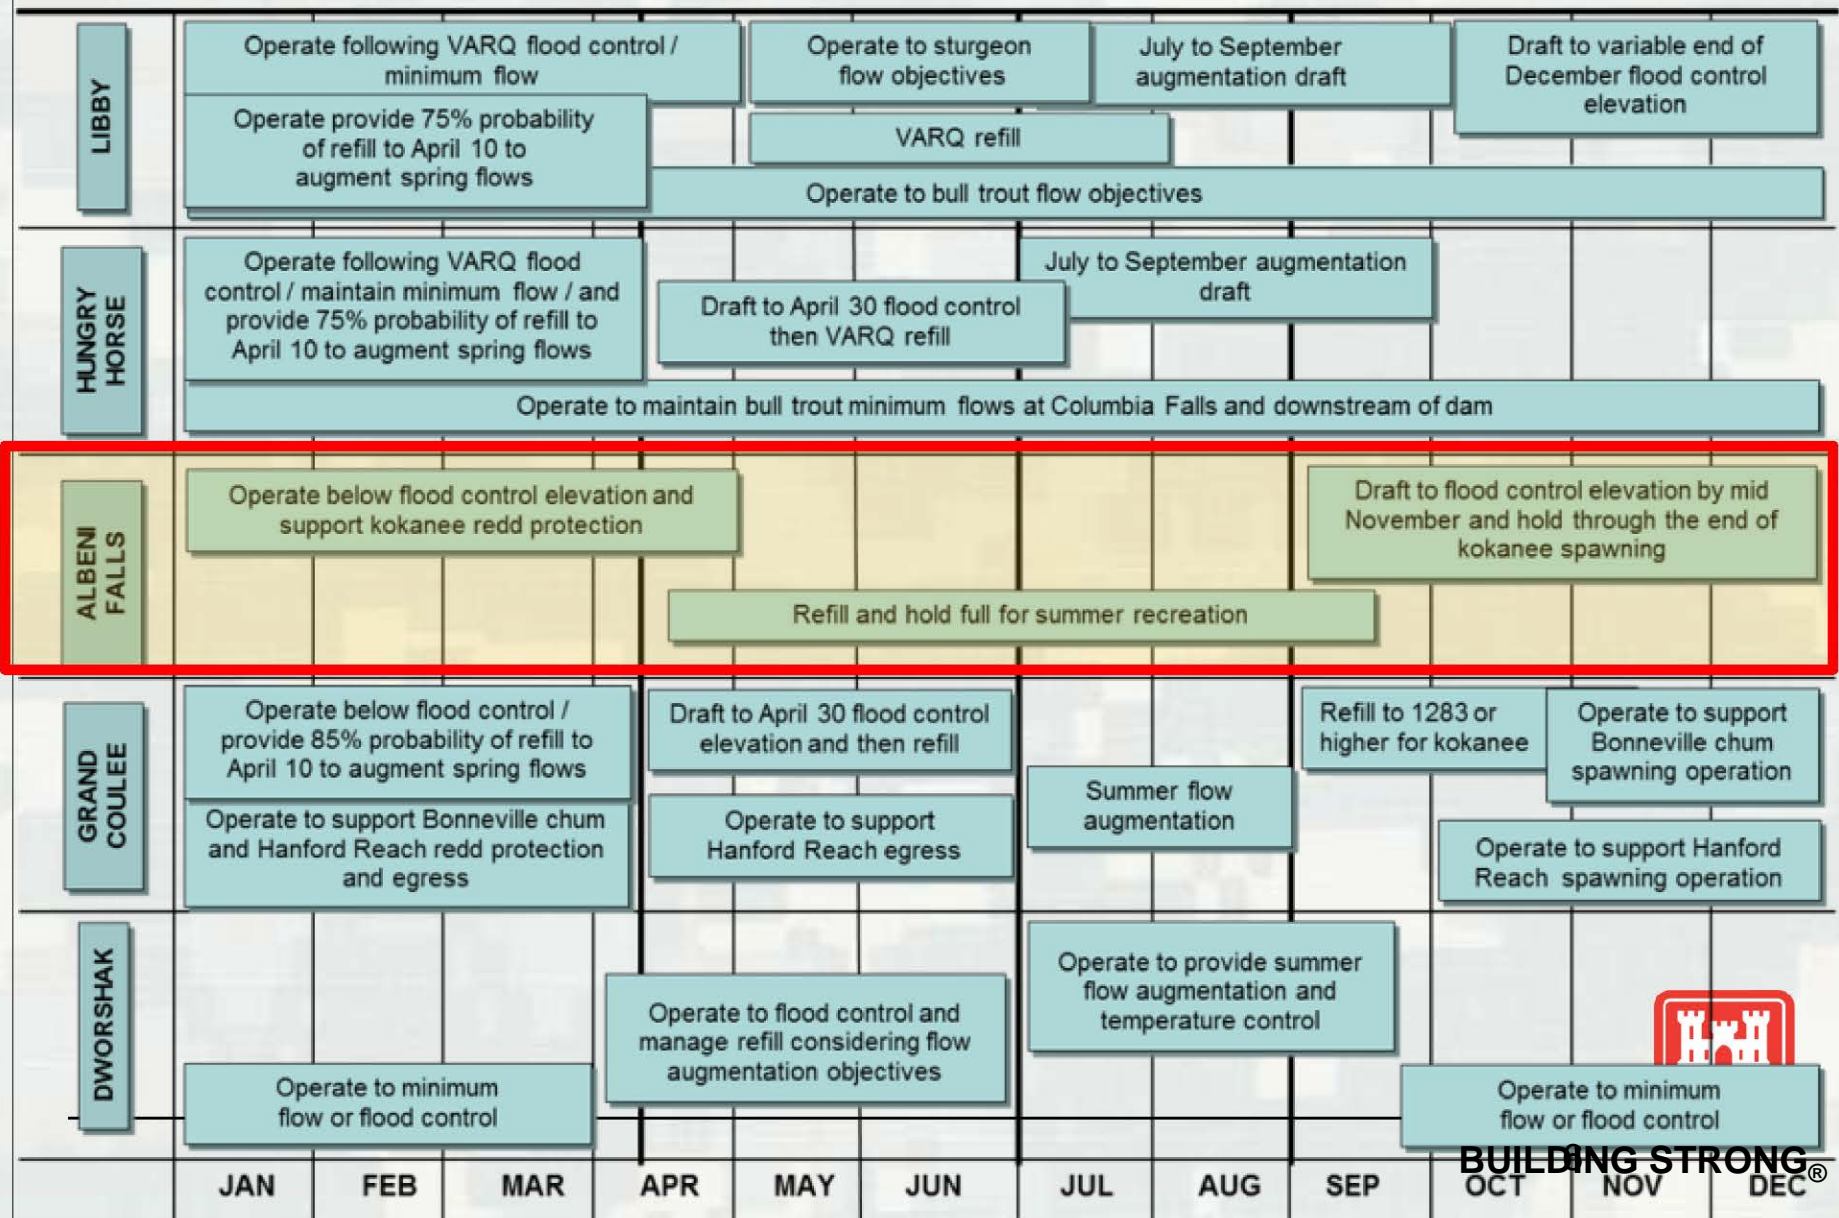 LIBBY
Operate following VARQ flood control /
minimum flow
Operate to sturgeon
flow objectives
July to September
augmentation draft
Draft to variable end of
December flood control
elevation
Operate provide 75% probability
of refill to April 10 to
augment spring flows
VARQ refill
Operate to bull trout flow objectives
HUNGRY
HORSE
Operate following VARQ flood
control / maintain minimum flow / and
provide 75% probability of refill to
April 10 to augment spring flows
Draft to April 30 flood control
then VARQ refill
July to September augmentation
draft
Operate to maintain bull trout minimum flows at Columbia Falls and downstream of dam
ALBENI
FALLS
Operate below flood control elevation and
support kokanee redd protection
Draft to flood control elevation by mid
November and hold through the end of
kokanee spawning
Refill and hold full for summer recreation
GRAND
COULEE
Operate below flood control /
provide 85% probability of refill to
April 10 to augment spring flows
Draft to April 30 flood control
elevation and then refill
Refill to 1283 or
higher for kokanee
Operate to support
Bonneville chum
spawning operation
Summer flow
augmentation
Operate to support Bonneville chum
and Hanford Reach redd protection
and egress
Operate to support
Hanford Reach egress
Operate to support Hanford
Reach spawning operation
DWORSHAK
Operate to provide summer
flow augmentation and
temperature control
Operate to flood control and
manage refill considering flow
augmentation objectives
Operate to minimum
flow or flood control
Operate to minimum
flow or flood control
BUILDING STRONG®
JAN FEB MAR APR MAY JUN JUL AUG SEP OCT NOV DEC